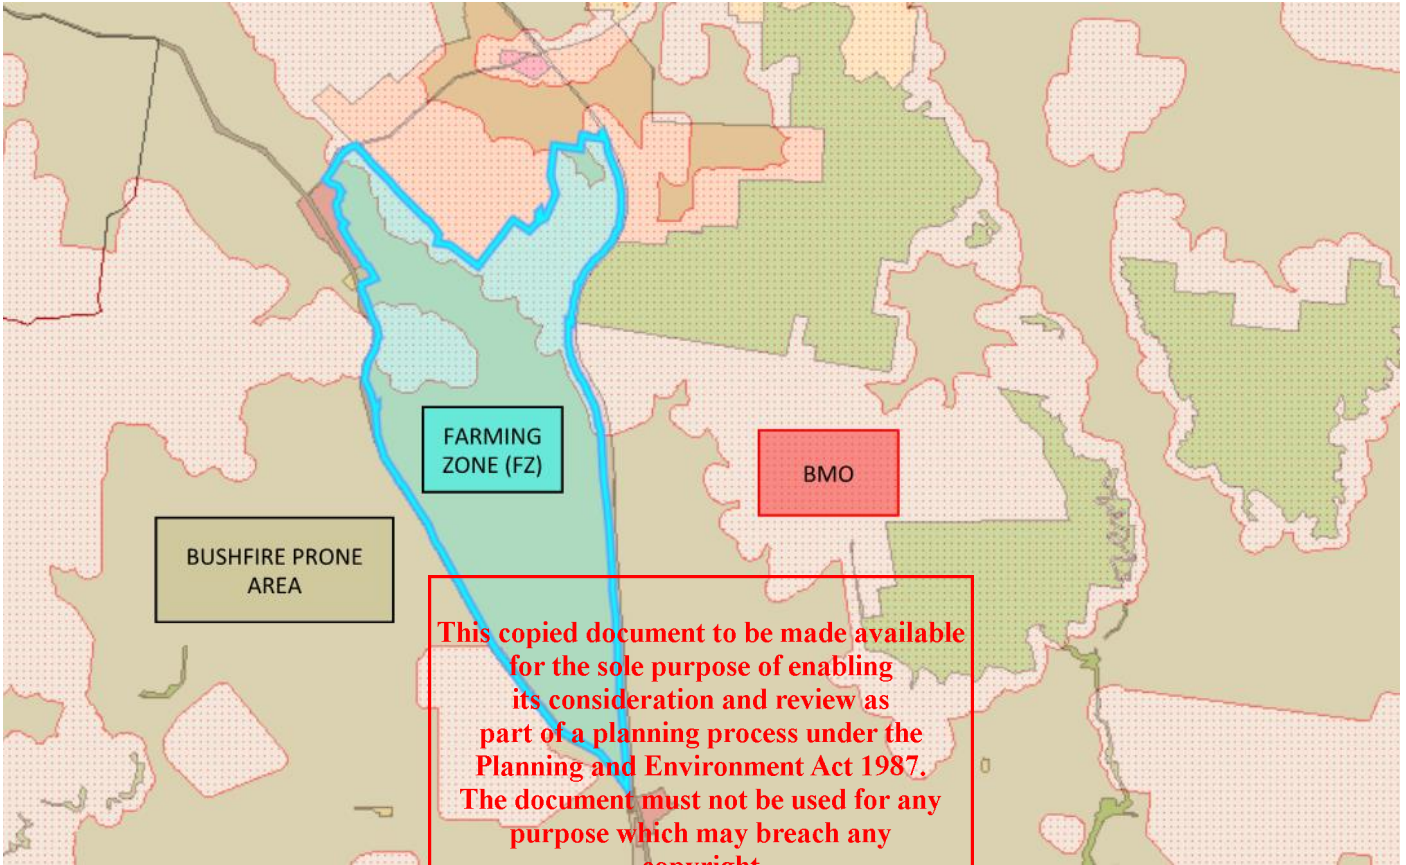 FARMING
ZONE (FZ)
BMO
BUSHFIRE PRONE
AREA
This copied document to be made available
for the sole purpose of enabling
its consideration and review as
part of a planning process under the
Planning and Environment Act 1987.
The document must not be used for any
purpose which may breach any
copyright